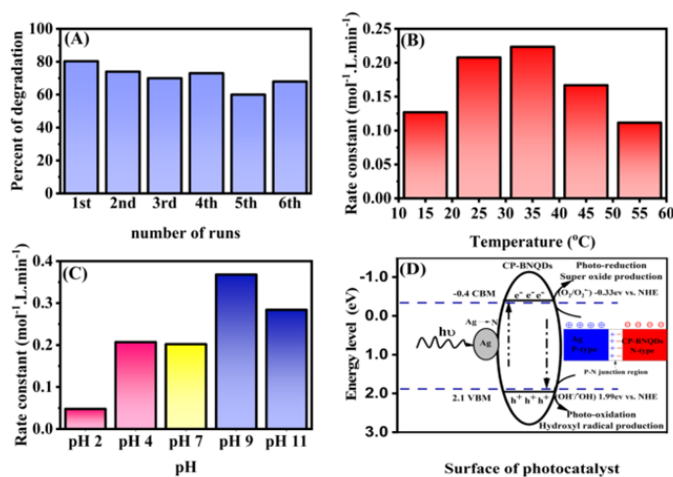 (A)
Percent of degradation
100
80
60
40
20
0
1st 2nd 3rd 4th 5th 6th
number of runs
(B)
Rate constant (mol⁻¹.L.min⁻¹)
0.25
0.20
0.15
0.10
0.05
0.00
10 15 20 25 30 35 40 45 50 55 60
Temperature (°C)
(C)
Rate constant (mol⁻¹.L.min⁻¹)
0.4
0.3
0.2
0.1
0.0
pH 2 pH 4 pH 7 pH 9 pH 11
pH
(D)
Energy level (eV)
-1.0
0.0
1.0
2.0
3.0
CP-BNQDs
Photo-reduction
Super oxide production
-0.4 CBM
e⁻ e⁻ e⁻
-0.33ev vs. NHE
Ag → N
hυ
Ag
Ag
P-type
CP-BNQDs
N-type
P-N junction region
2.1 VBM
h⁺ h⁺ h⁺
(OH⁻/•OH) 1.99ev vs. NHE
Photo-oxidation
Hydroxyl radical production
Surface of photocatalyst